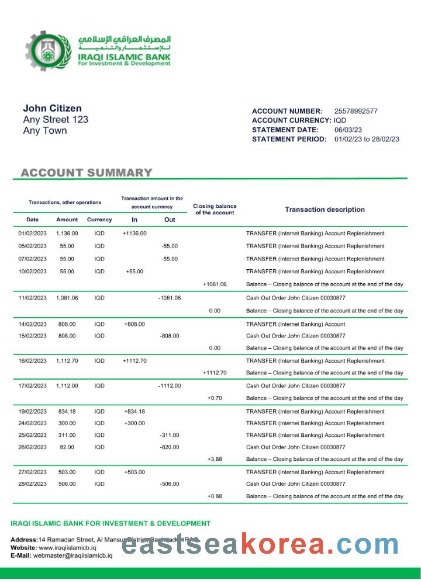 المصرف العراقي الإسلامي
للإستثمار والتنمية
IRAQI ISLAMIC BANK
For Investment & Development
John Citizen
Any Street 123
Any Town
ACCOUNT NUMBER: 25578992577
ACCOUNT CURRENCY: IQD
STATEMENT DATE: 06/03/23
STATEMENT PERIOD: 01/02/23 to 28/02/23
ACCOUNT SUMMARY
Transactions, other operations Transaction amount in the account currency Closing balance of the account Transaction description
Date Amount Currency In Out
01/02/2023 1,136.00 IQD +1136.00 TRANSFER (Internet Banking) Account Replenishment
05/02/2023 55.00 IQD -55.00 TRANSFER (Internet Banking) Account Replenishment
07/02/2023 55.00 IQD -55.00 TRANSFER (Internet Banking) Account Replenishment
10/02/2023 55.00 IQD +55.00 TRANSFER (Internet Banking) Account Replenishment
+1081.06 Balance – Closing balance of the account at the end of the day
11/02/2023 1,081.06 IQD -1081.06 Cash Out Order John Citizen 00030877
0.00 Balance – Closing balance of the account at the end of the day
14/02/2023 808.00 IQD +808.00 TRANSFER (Internet Banking) Account
15/02/2023 808.00 IQD -808.00 Cash Out Order John Citizen 00030877
0.00 Balance – Closing balance of the account at the end of the day
16/02/2023 1,112.70 IQD +1112.70 TRANSFER (Internet Banking) Account Replenishment
+1112.70 Balance – Closing balance of the account at the end of the day
17/02/2023 1,112.00 IQD -1112.00 Cash Out Order John Citizen 00030877
+0.70 Balance – Closing balance of the account at the end of the day
19/02/2023 834.18 IQD +834.18 TRANSFER (Internet Banking) Account Replenishment
24/02/2023 300.00 IQD +300.00 TRANSFER (Internet Banking) Account Replenishment
25/02/2023 311.00 IQD -311.00 TRANSFER (Internet Banking) Account Replenishment
26/02/2023 82.00 IQD -820.00 Cash Out Order John Citizen 00030877
+3.88 Balance – Closing balance of the account at the end of the day
27/02/2023 503.00 IQD +503.00 TRANSFER (Internet Banking) Account Replenishment
28/02/2023 506.00 IQD -506.00 Cash Out Order John Citizen 00030877
+0.88 Balance – Closing balance of the account at the end of the day
IRAQI ISLAMIC BANK FOR INVESTMENT & DEVELOPMENT
Address:14 Ramadan Street, Al Mansur
Website: www.iraqiislamicb.iq
E-Mail: webmaster@iraqislamicb.iq
eastseakorea.com